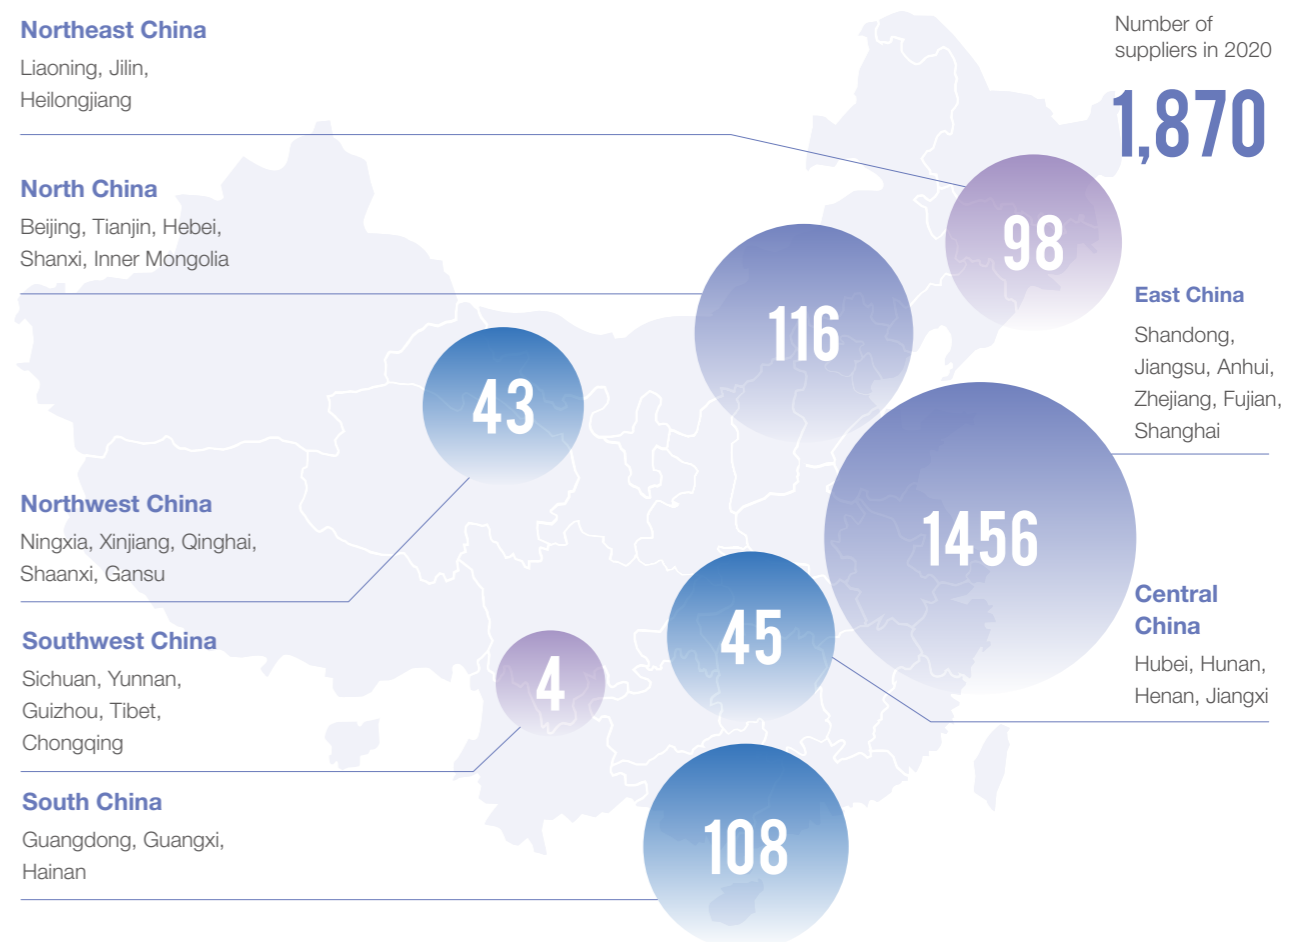 Northeast China
Liaoning, Jilin,
Heilongjiang
Number of
suppliers in 2020
1,870
98
North China
Beijing, Tianjin, Hebei,
Shanxi, Inner Mongolia
116
East China
Shandong,
Jiangsu, Anhui,
Zhejiang, Fujian,
Shanghai
1456
43
Northwest China
Ningxia, Xinjiang, Qinghai,
Shaanxi, Gansu
Central
China
Hubei, Hunan,
Henan, Jiangxi
45
Southwest China
Sichuan, Yunnan,
Guizhou, Tibet,
Chongqing
4
South China
Guangdong, Guangxi,
Hainan
108